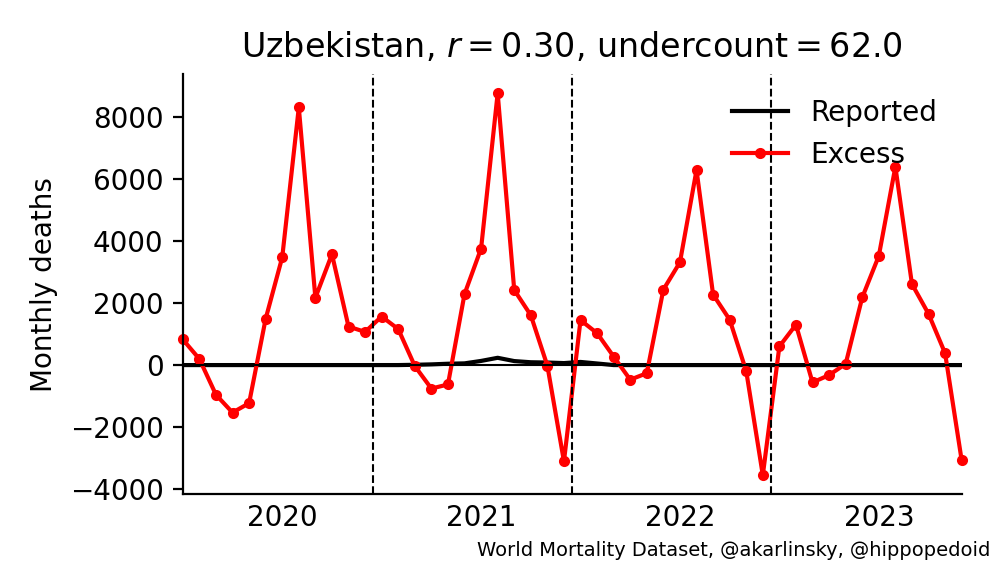 Uzbekistan, r = 0.30, undercount = 62.0
Reported
Excess
Monthly deaths
8000
6000
4000
2000
0
−2000
−4000
2020 2021 2022 2023
World Mortality Dataset, @akarlinsky, @hippopedoid